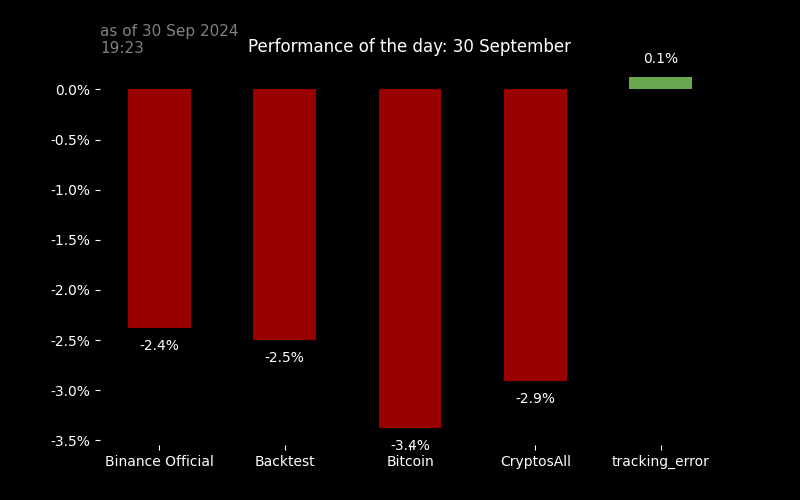 as of 30 Sep 2024
19:23
Performance of the day: 30 September
0.1%
0.0%
-0.5%
-1.0%
-1.5%
-2.0%
-2.5%
-3.0%
-3.5%
-2.4%
-2.5%
-3.4%
-2.9%
Binance Official
Backtest
Bitcoin
CryptosAll
tracking_error